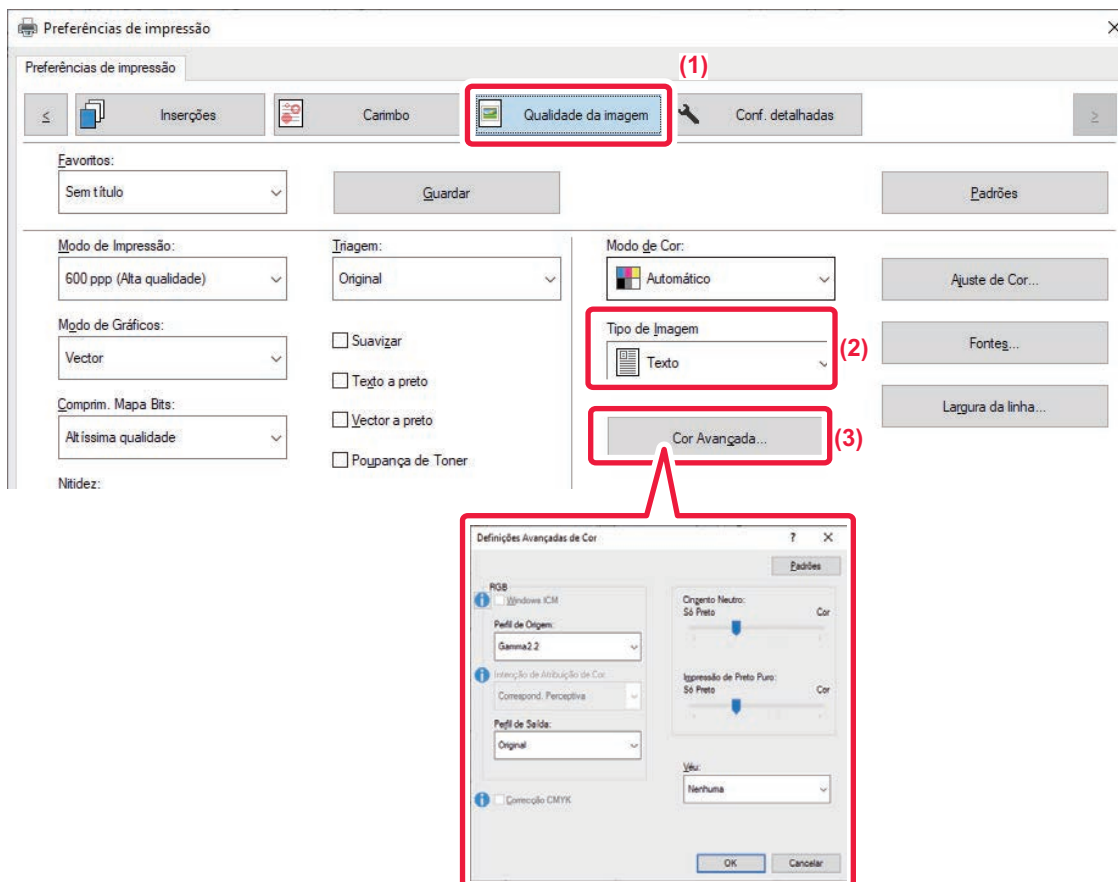 Preferências de impressão
Preferências de impressão
(1)
≤ Inserções Carimbo Qualidade da imagem Conf. detalhadas ≥
Favoritos:
Sem título Guardar Padrões
Modo de Impressão: Triagem: Modo de Cor:
600 ppp (Alta qualidade) Original Automático Ajuste de Cor...
Modo de Gráficos: Suavizar Tipo de Imagem
Vector Texto (2) Fontes...
Texto a preto
Comprim. Mapa Bits: Vector a preto Largura da linha...
Altíssima qualidade Cor Avançada... (3)
Poupança de Toner
Nitidez:
Definições Avançadas de Cor ? X
Padrões
RGB
Windows ICM
Perfil de Origem:
Gamma2.2
Intenção de Atribuição de Cor
Correspond. Perceptiva
Perfil de Saída:
Original
Correcção CMYK
Cinzento Neutro:
Só Preto Cor
Impressão de Preto Puro:
Só Preto Cor
Véu:
Nenhuma
OK Cancelar